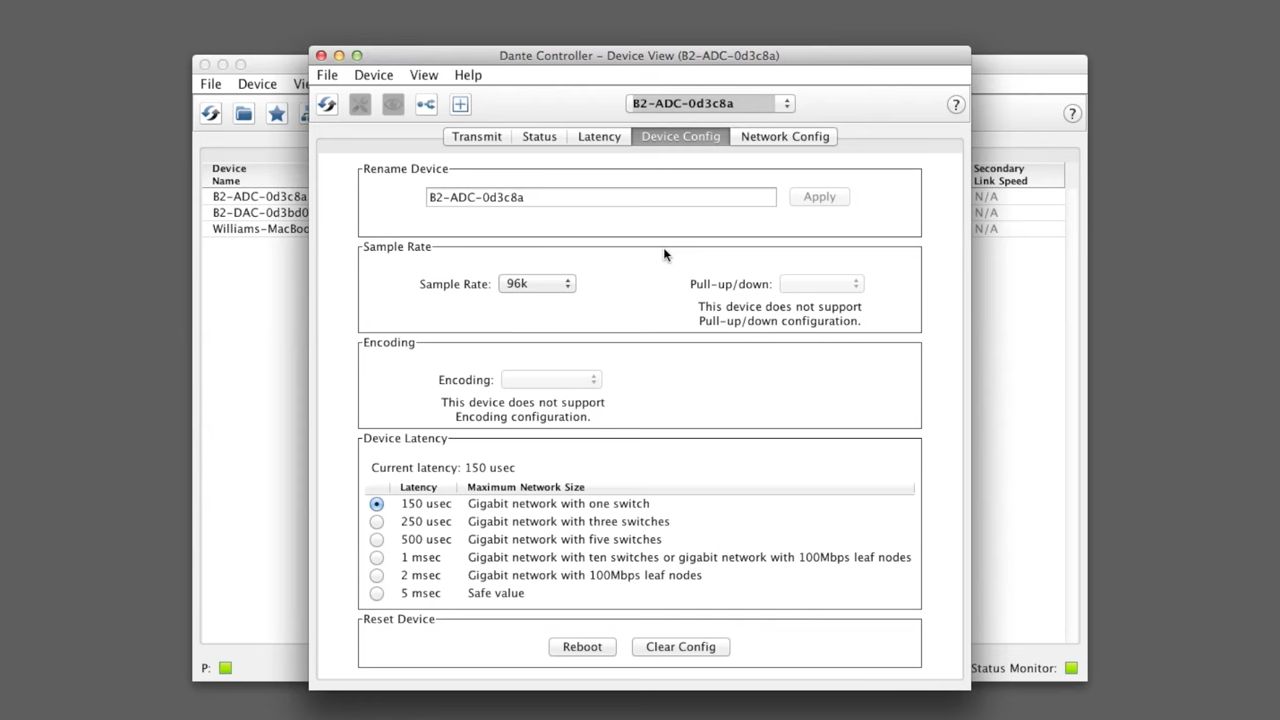 Dante Controller – Device View (B2-ADC-0d3c8a)
File Device View Help
File Device
B2-ADC-0d3c8a
?
?
Transmit Status Latency Device Config Network Config
Device
Name
Secondary
Link Speed
B2-ADC-0d3c8a N/A
B2-DAC-0d3bd0 N/A
Williams-MacBoo N/A
Rename Device
B2-ADC-0d3c8a Apply
Sample Rate
Sample Rate: 96k Pull-up/down:
This device does not support
Pull-up/down configuration.
Encoding
Encoding:
This device does not support
Encoding configuration.
Device Latency
Current latency: 150 usec
Latency Maximum Network Size
150 usec Gigabit network with one switch
250 usec Gigabit network with three switches
500 usec Gigabit network with five switches
1 msec Gigabit network with ten switches or gigabit network with 100Mbps leaf nodes
2 msec Gigabit network with 100Mbps leaf nodes
5 msec Safe value
Reset Device
Reboot Clear Config
P: Status Monitor: